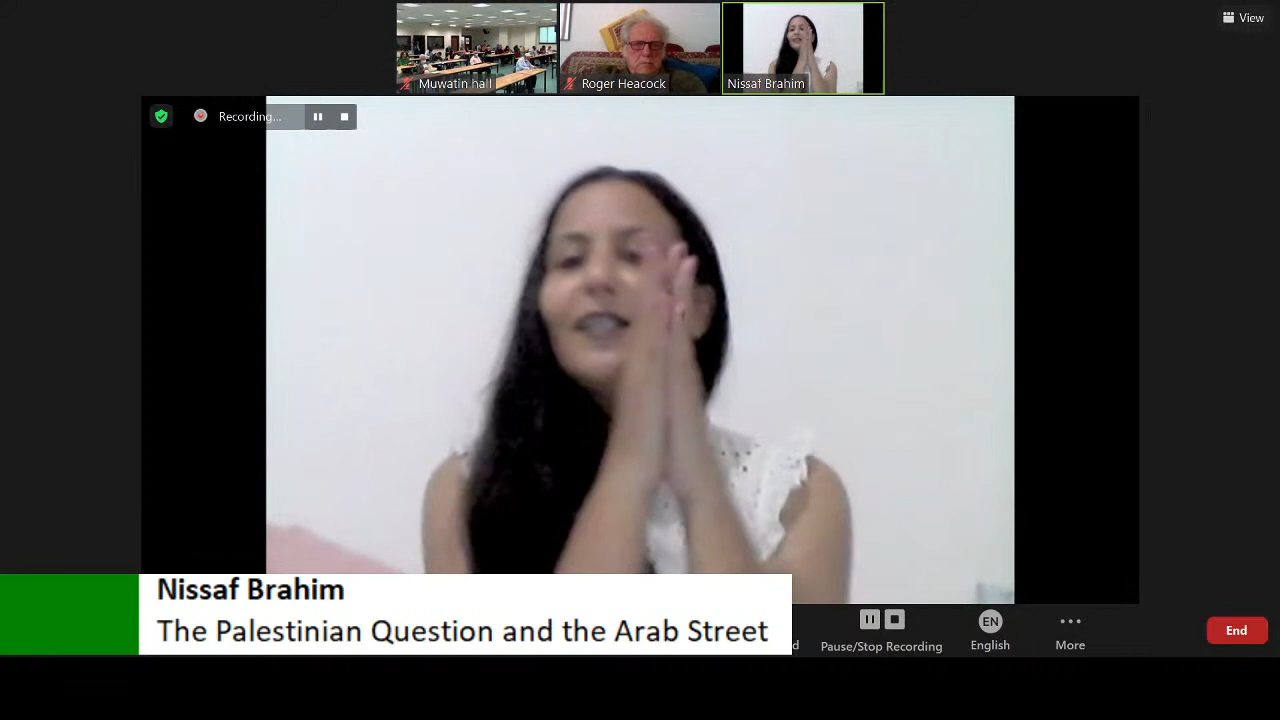 View
Muwatin hall
Roger Heacock
Nissaf Brahim
Recording...
Nissaf Brahim
The Palestinian Question and the Arab Street
Pause/Stop Recording
EN
English
More
End